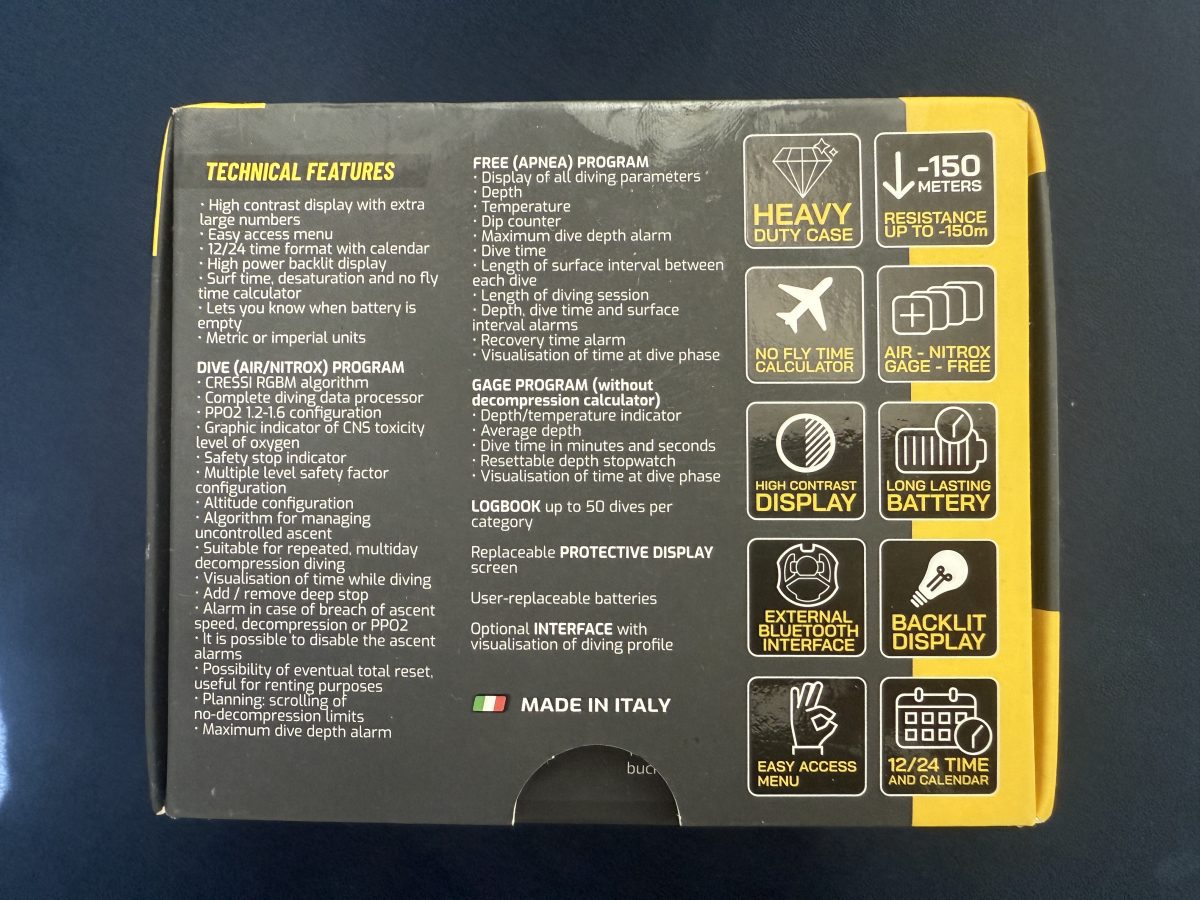 TECHNICAL FEATURES
· High contrast display with extra
large numbers
· Easy access menu
· 12/24 time format with calendar
· High power backlit display
· Surf time, desaturation and no fly
time calculator
· Lets you know when battery is
empty
· Metric or imperial units
DIVE (AIR/NITROX) PROGRAM
· CRESSI RGBM algorithm
· Complete diving data processor
· PPO2 1.2-1.6 configuration
· Graphic indicator of CNS toxicity
level of oxygen
· Safety stop indicator
· Multiple level safety factor
configuration
· Altitude configuration
· Algorithm for managing
uncontrolled ascent
· Suitable for repeated, multiday
decompression diving
· Visualisation of time while diving
· Add / remove deep stop
· Alarm in case of breach of ascent
speed, decompression or PPO2
· It is possible to disable the ascent
alarms
· Possibility of eventual total reset,
useful for renting purposes
· Planning: scrolling of
no-decompression limits
· Maximum dive depth alarm
FREE (APNEA) PROGRAM
· Display of all diving parameters
· Depth
· Temperature
· Dip counter
· Maximum dive depth alarm
· Dive time
· Length of surface interval between
each dive
· Length of diving session
· Depth, dive time and surface
interval alarms
· Recovery time alarm
· Visualisation of time at dive phase
GAGE PROGRAM (without
decompression calculator)
· Depth/temperature indicator
· Average depth
· Dive time in minutes and seconds
· Resettable depth stopwatch
· Visualisation of time at dive phase
LOGBOOK up to 50 dives per
category
Replaceable PROTECTIVE DISPLAY
screen
User-replaceable batteries
Optional INTERFACE with
visualisation of diving profile
MADE IN ITALY
HEAVY
DUTY CASE
-150
METERS
RESISTANCE
UP TO -150m
NO FLY TIME
CALCULATOR
AIR - NITROX
GAGE - FREE
HIGH CONTRAST
DISPLAY
LONG LASTING
BATTERY
EXTERNAL
BLUETOOTH
INTERFACE
BACKLIT
DISPLAY
EASY ACCESS
MENU
12/24 TIME
AND CALENDAR